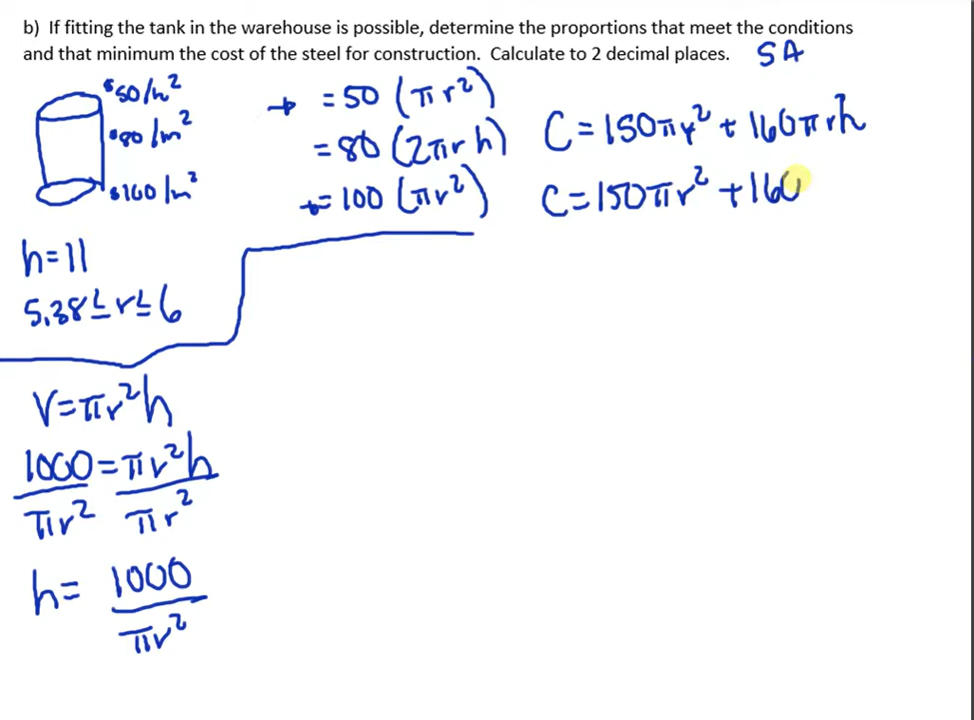 b) If fitting the tank in the warehouse is possible, determine the proportions that meet the conditions
and that minimum the cost of the steel for construction. Calculate to 2 decimal places. SA
$50/m²
$80/m²
$100/m²
→ = 50 (πr²)
= 80 (2πrh)
+= 100 (πr²)
C = 150πr² + 160πrh
C = 150πr² + 160
h=11
5.38≤r≤6
V=πr²h
1000=πr²h
πr² πr²
h= 1000
πr²